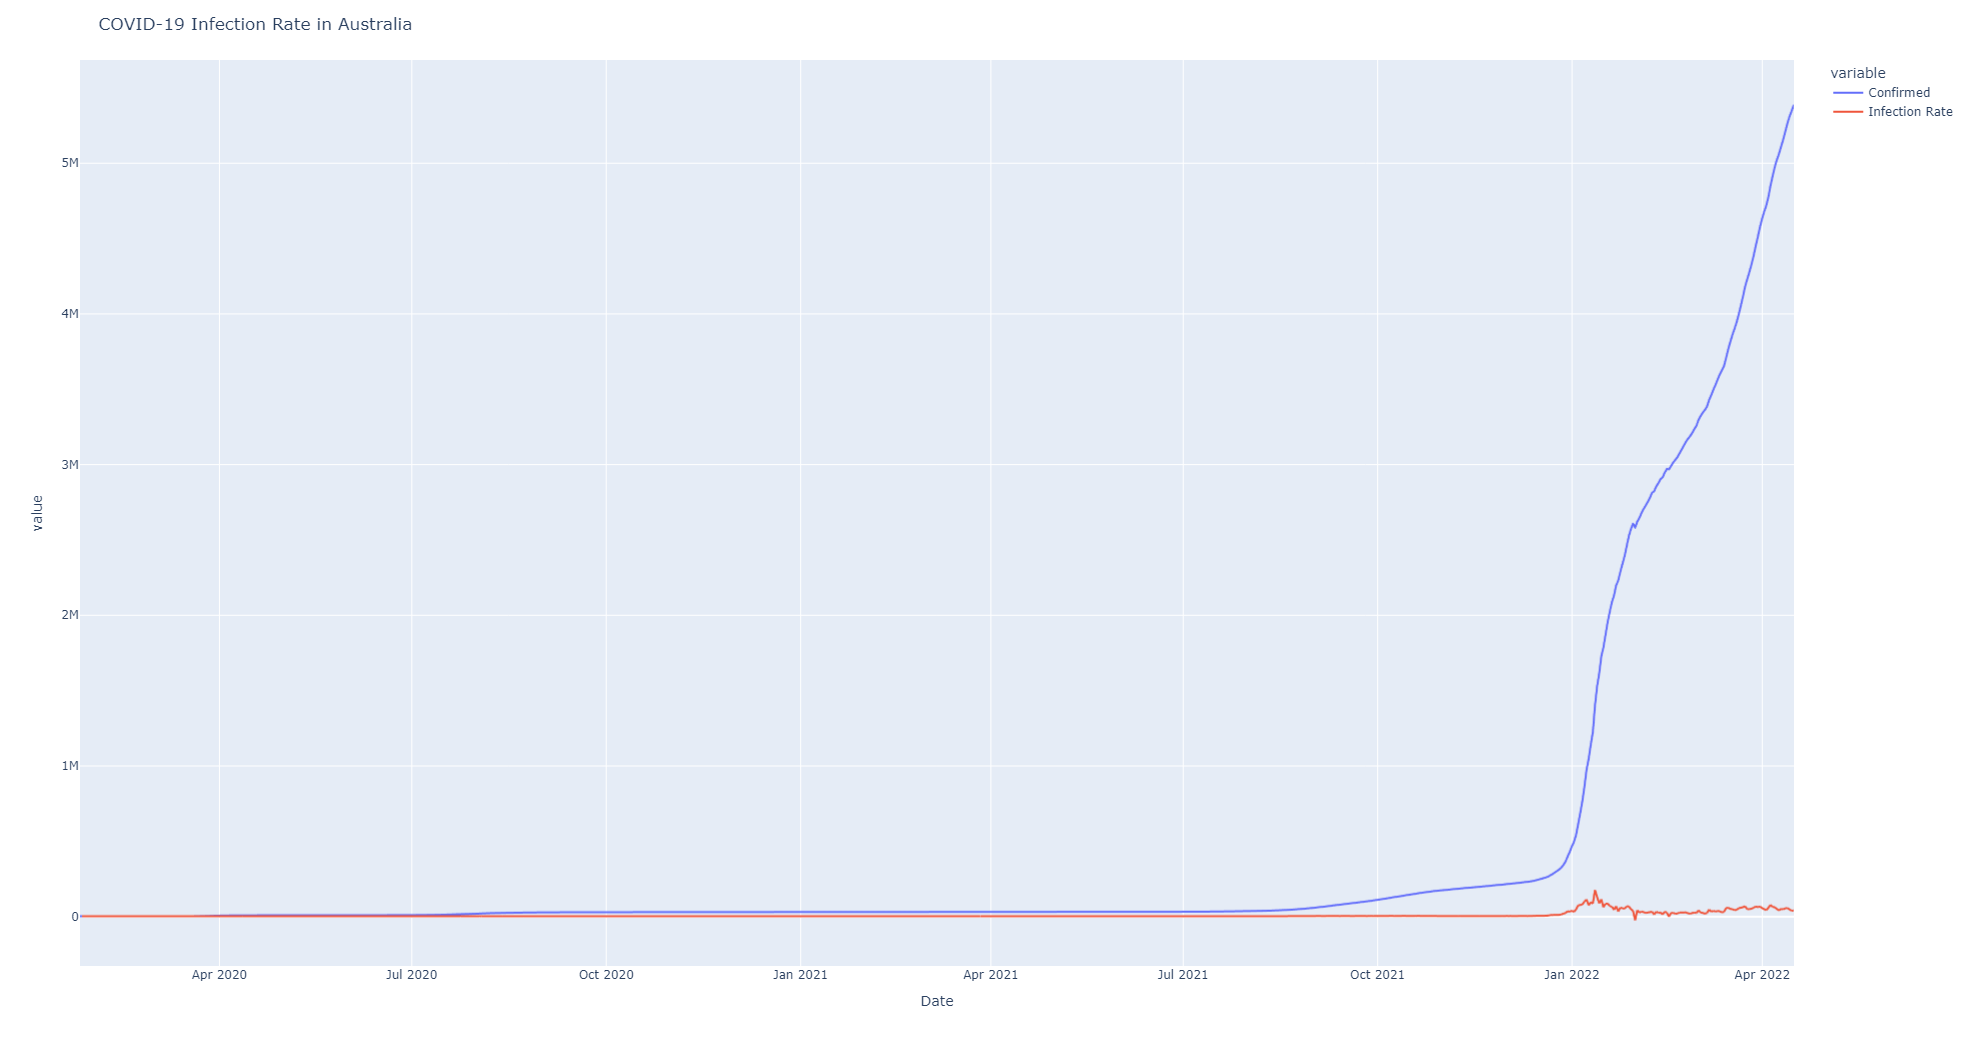 COVID-19 Infection Rate in Australia
variable
Confirmed
Infection Rate
5M
4M
3M
2M
1M
0
value
Apr 2020 Jul 2020 Oct 2020 Jan 2021 Apr 2021 Jul 2021 Oct 2021 Jan 2022 Apr 2022
Date